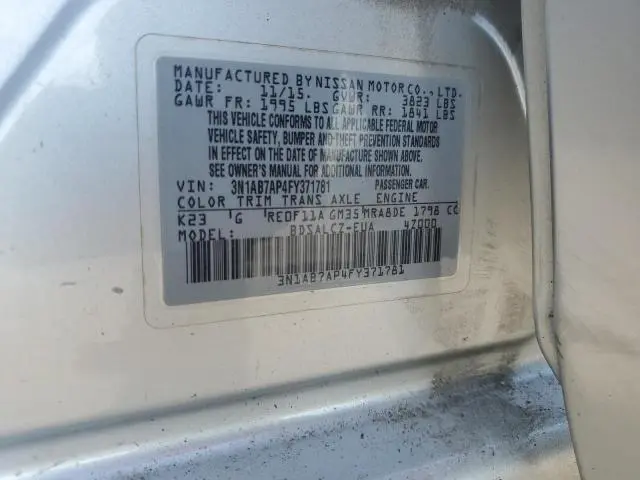 MANUFACTURED BY NISSAN MOTOR CO., LTD.
DATE: 11/15. GVWR: 3823 LBS
GAWR FR: 1995 LBS GAWR RR: 1841 LBS
THIS VEHICLE CONFORMS TO ALL APPLICABLE FEDERAL MOTOR
VEHICLE SAFETY, BUMPER AND THEFT PREVENTION STANDARDS
IN EFFECT ON THE DATE OF MANUFACTURE SHOWN ABOVE.
SEE OWNER'S MANUAL FOR ADDITIONAL INFORMATION.
VIN: 3N1AB7AP4FY371781 PASSENGER CAR.
COLOR TRIM TRANS AXLE ENGINE
K23 G RE0F11A GM35 MRA8DE 1798 CC
MODEL: BDSALCZ-EUA 4Z000
3N1AB7AP4FY371781